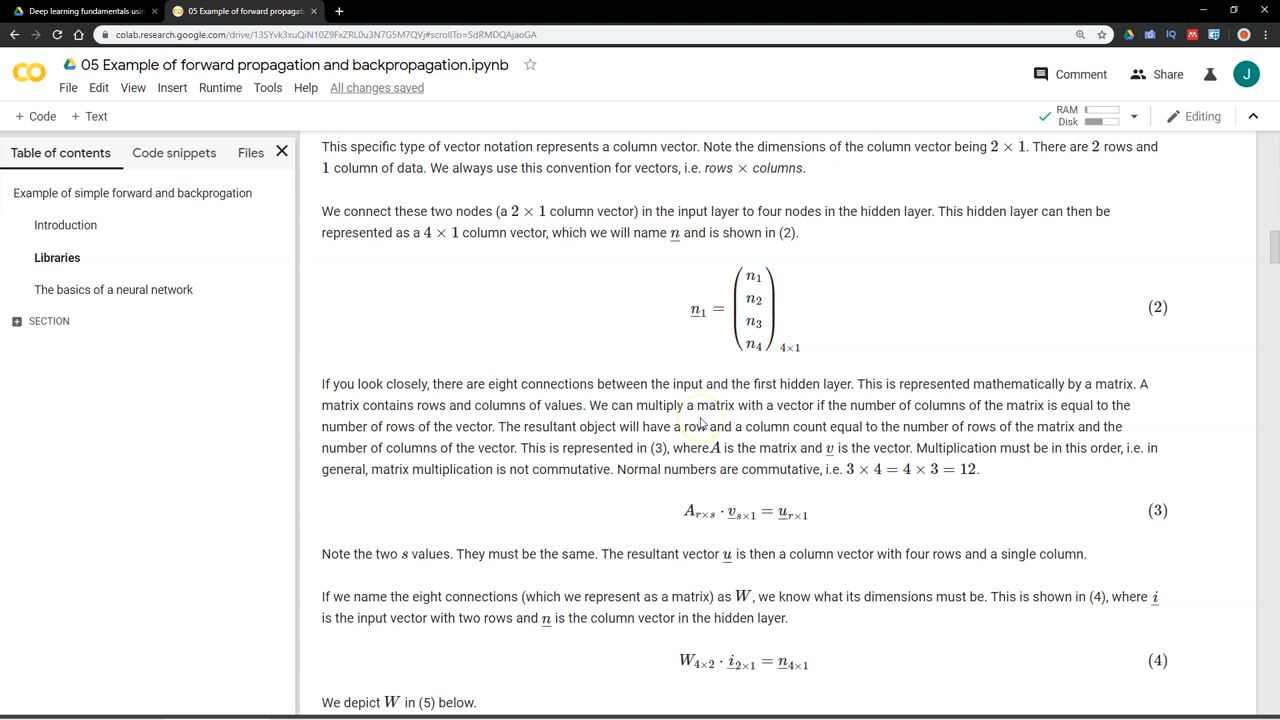 Deep learning fundamentals usin
05 Example of forward propagati
colab.research.google.com/drive/13SYvk3xuQiN10Z9FxZRL0u3N7G5M7QVj#scrollTo=SdRMDQAjaoGA
05 Example of forward propagation and backpropagation.ipynb
Comment
Share
J
File Edit View Insert Runtime Tools Help All changes saved
+ Code + Text
RAM
Disk
Editing
Table of contents Code snippets Files
Example of simple forward and backprogation
Introduction
Libraries
The basics of a neural network
SECTION
This specific type of vector notation represents a column vector. Note the dimensions of the column vector being 2 × 1. There are 2 rows and
1 column of data. We always use this convention for vectors, i.e. rows × columns.
We connect these two nodes (a 2 × 1 column vector) in the input layer to four nodes in the hidden layer. This hidden layer can then be
represented as a 4 × 1 column vector, which we will name n and is shown in (2).
n₁ = (n₁ n₂ n₃ n₄) 4×1 (2)
If you look closely, there are eight connections between the input and the first hidden layer. This is represented mathematically by a matrix. A
matrix contains rows and columns of values. We can multiply a matrix with a vector if the number of columns of the matrix is equal to the
number of rows of the vector. The resultant object will have a row and a column count equal to the number of rows of the matrix and the
number of columns of the vector. This is represented in (3), where A is the matrix and v is the vector. Multiplication must be in this order, i.e. in
general, matrix multiplication is not commutative. Normal numbers are commutative, i.e. 3 × 4 = 4 × 3 = 12.
A r×s · v s×1 = u r×1 (3)
Note the two s values. They must be the same. The resultant vector u is then a column vector with four rows and a single column.
If we name the eight connections (which we represent as a matrix) as W, we know what its dimensions must be. This is shown in (4), where i
is the input vector with two rows and n is the column vector in the hidden layer.
W 4×2 · i 2×1 = n 4×1 (4)
We depict W in (5) below.